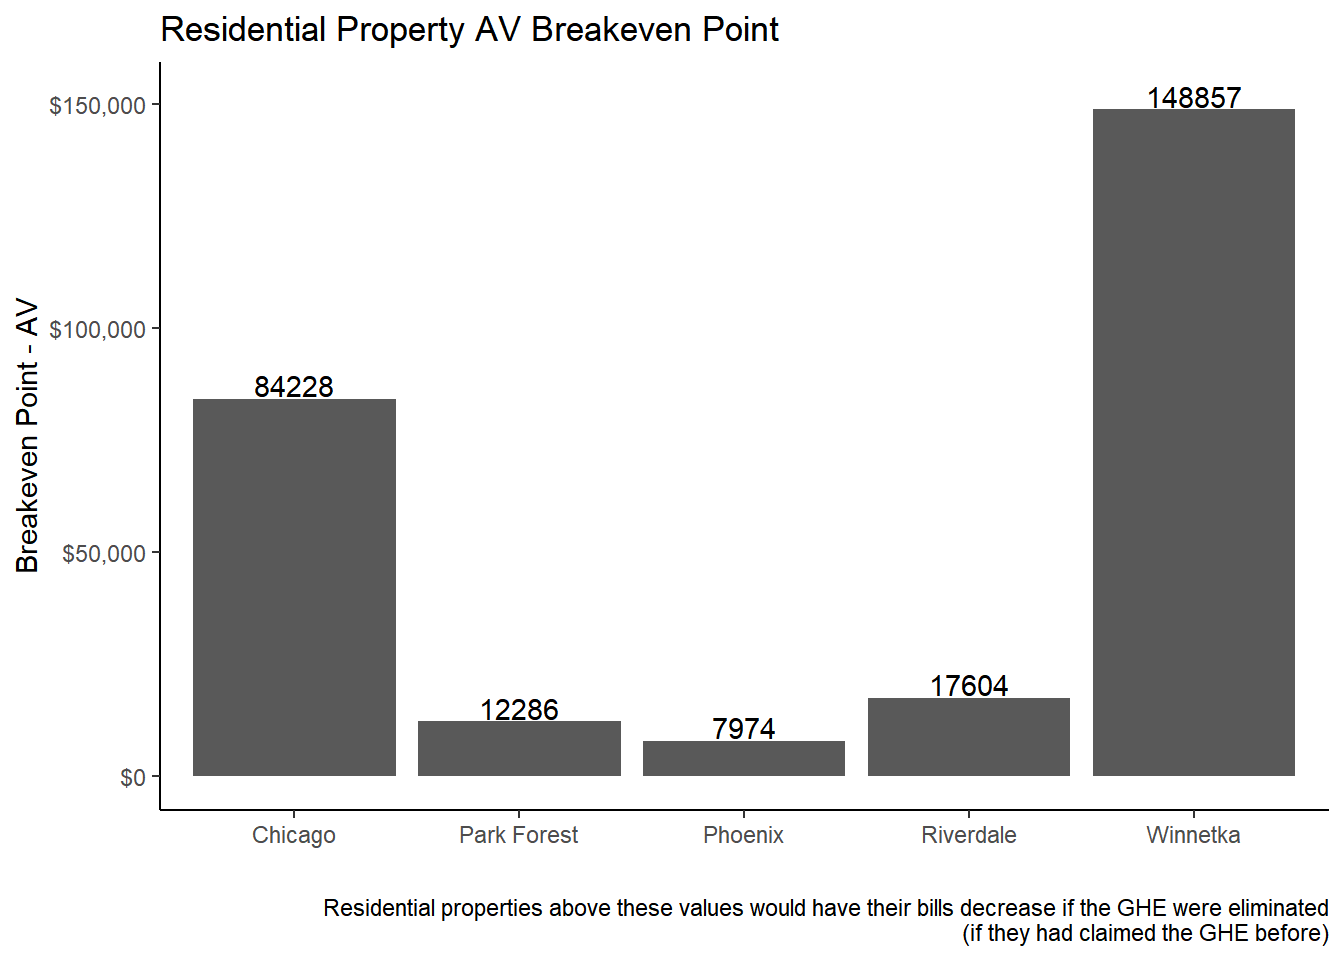 Residential Property AV Breakeven Point
Breakeven Point - AV
$150,000
$100,000
$50,000
$0
84228
12286
7974
17604
148857
Chicago
Park Forest
Phoenix
Riverdale
Winnetka
Residential properties above these values would have their bills decrease if the GHE were eliminated
(if they had claimed the GHE before)